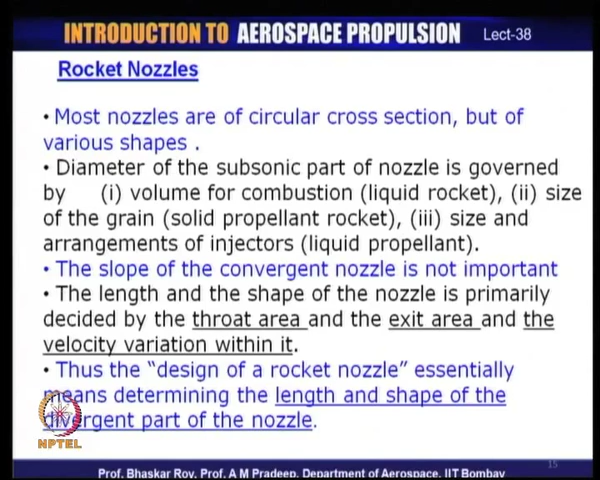 INTRODUCTION TO AEROSPACE PROPULSION Lect-38
Rocket Nozzles
• Most nozzles are of circular cross section, but of
various shapes .
• Diameter of the subsonic part of nozzle is governed
by (i) volume for combustion (liquid rocket), (ii) size
of the grain (solid propellant rocket), (iii) size and
arrangements of injectors (liquid propellant).
• The slope of the convergent nozzle is not important
• The length and the shape of the nozzle is primarily
decided by the throat area and the exit area and the
velocity variation within it.
• Thus the “design of a rocket nozzle” essentially
means determining the length and shape of the
divergent part of the nozzle.
NPTEL
15
Prof. Bhaskar Roy, Prof. A M Pradeep, Department of Aerospace, IIT Bombay